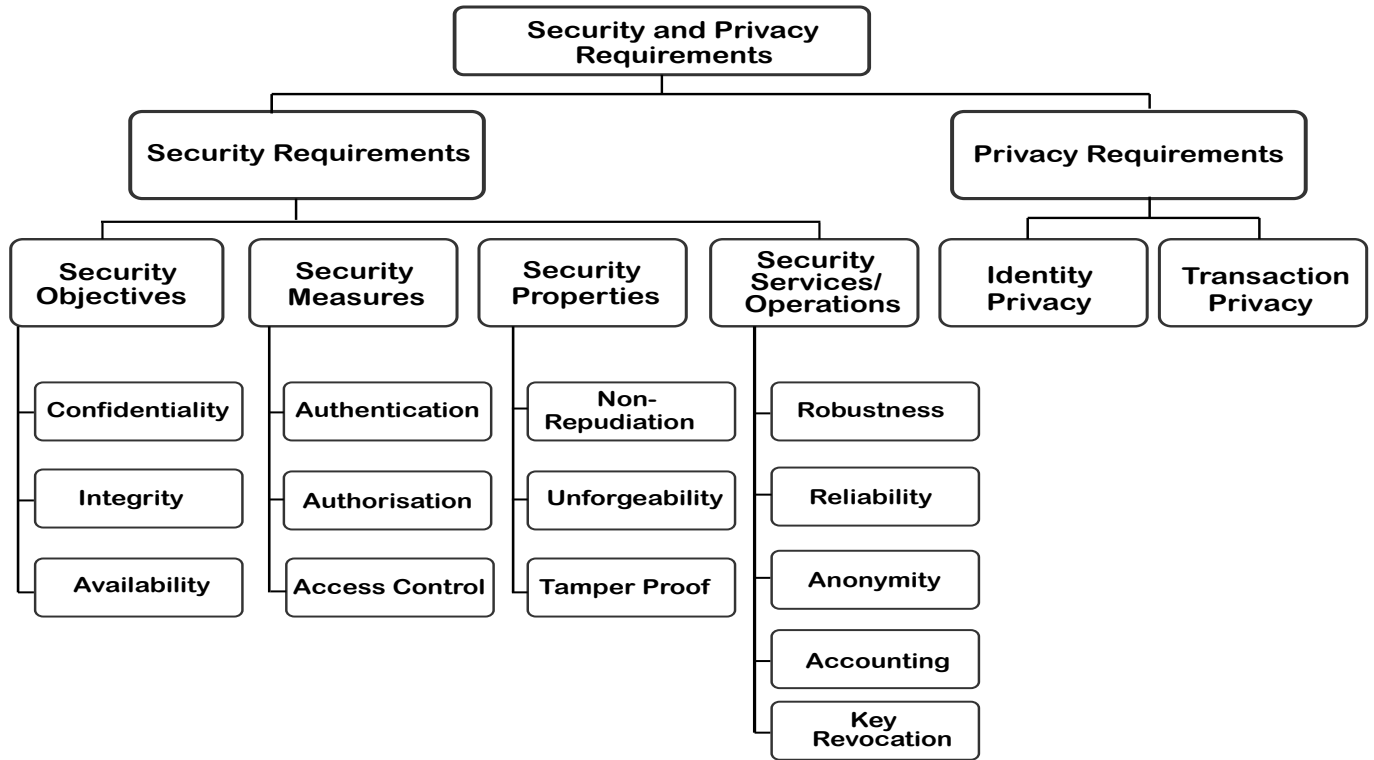 Security and Privacy
Requirements
Security Requirements
Privacy Requirements
Security
Objectives
Security
Measures
Security
Properties
Security
Services/
Operations
Identity
Privacy
Transaction
Privacy
Confidentiality
Integrity
Availability
Authentication
Authorisation
Access Control
Non-
Repudiation
Unforgeability
Tamper Proof
Robustness
Reliability
Anonymity
Accounting
Key
Revocation